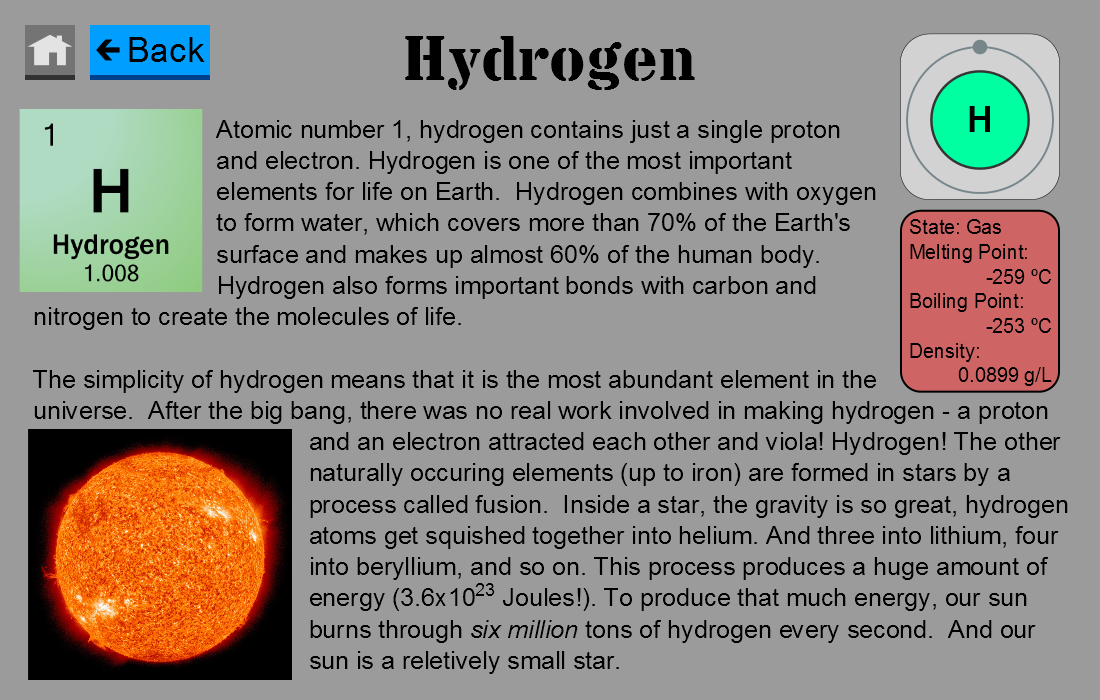 ← Back
Hydrogen
H
1
H
Hydrogen
1.008
Atomic number 1, hydrogen contains just a single proton
and electron. Hydrogen is one of the most important
elements for life on Earth.  Hydrogen combines with oxygen
to form water, which covers more than 70% of the Earth's
surface and makes up almost 60% of the human body.
Hydrogen also forms important bonds with carbon and
nitrogen to create the molecules of life.
State: Gas
Melting Point:
-259 ºC
Boiling Point:
-253 ºC
Density:
0.0899 g/L
The simplicity of hydrogen means that it is the most abundant element in the
universe.  After the big bang, there was no real work involved in making hydrogen - a proton
and an electron attracted each other and viola! Hydrogen! The other
naturally occuring elements (up to iron) are formed in stars by a
process called fusion.  Inside a star, the gravity is so great, hydrogen
atoms get squished together into helium. And three into lithium, four
into beryllium, and so on. This process produces a huge amount of
energy (3.6x10²³ Joules!). To produce that much energy, our sun
burns through six million tons of hydrogen every second.  And our
sun is a reletively small star.